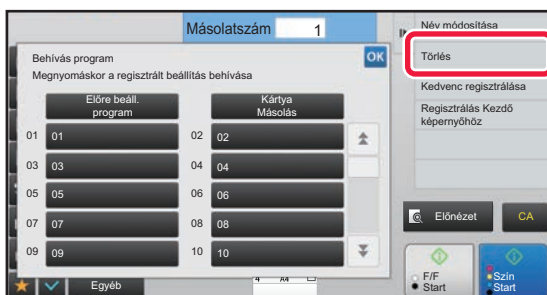 Másolatszám 1
Név módosítása
Behívás program
OK
Törlés
Megnyomáskor a regisztrált beállítás behívása
Kedvenc regisztrálása
Előre beáll.
program
Kártya
Másolás
Regisztrálás Kezdő
képernyőhöz
01 01
02 02
03 03
04 04
05 05
06 06
07 07
08 08
09 09
10 10
Előnézet
CA
Egyéb
4 A4
F/F
Start
Szín
Start